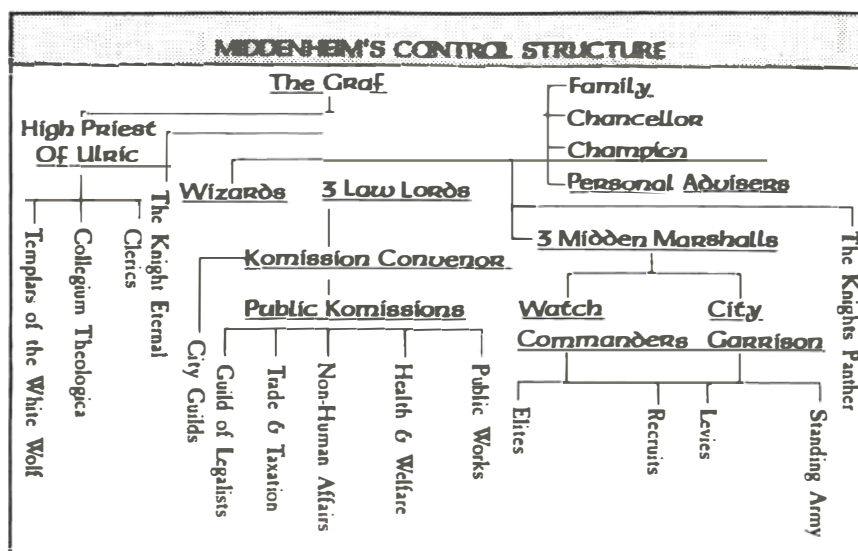 MIDDENHEIM'S CONTROL STRUCTURE
The Graf
Family
Chancellor
Champion
Personal Advisers
High Priest
Of Ulric
Wizards
3 Law Lords
3 Midden Marshalls
Komission Convenor
Public Komissions
Watch
Commanders
City
Garrison
Templars of the White Wolf
Collegium Theologica
Clerics
The Knight Eternal
City Guilds
Guild of Legalists
Trade & Taxation
Non-Human Affairs
Health & Welfare
Public Works
Elites
Recruits
Levies
Standing Army
The Knights Panther